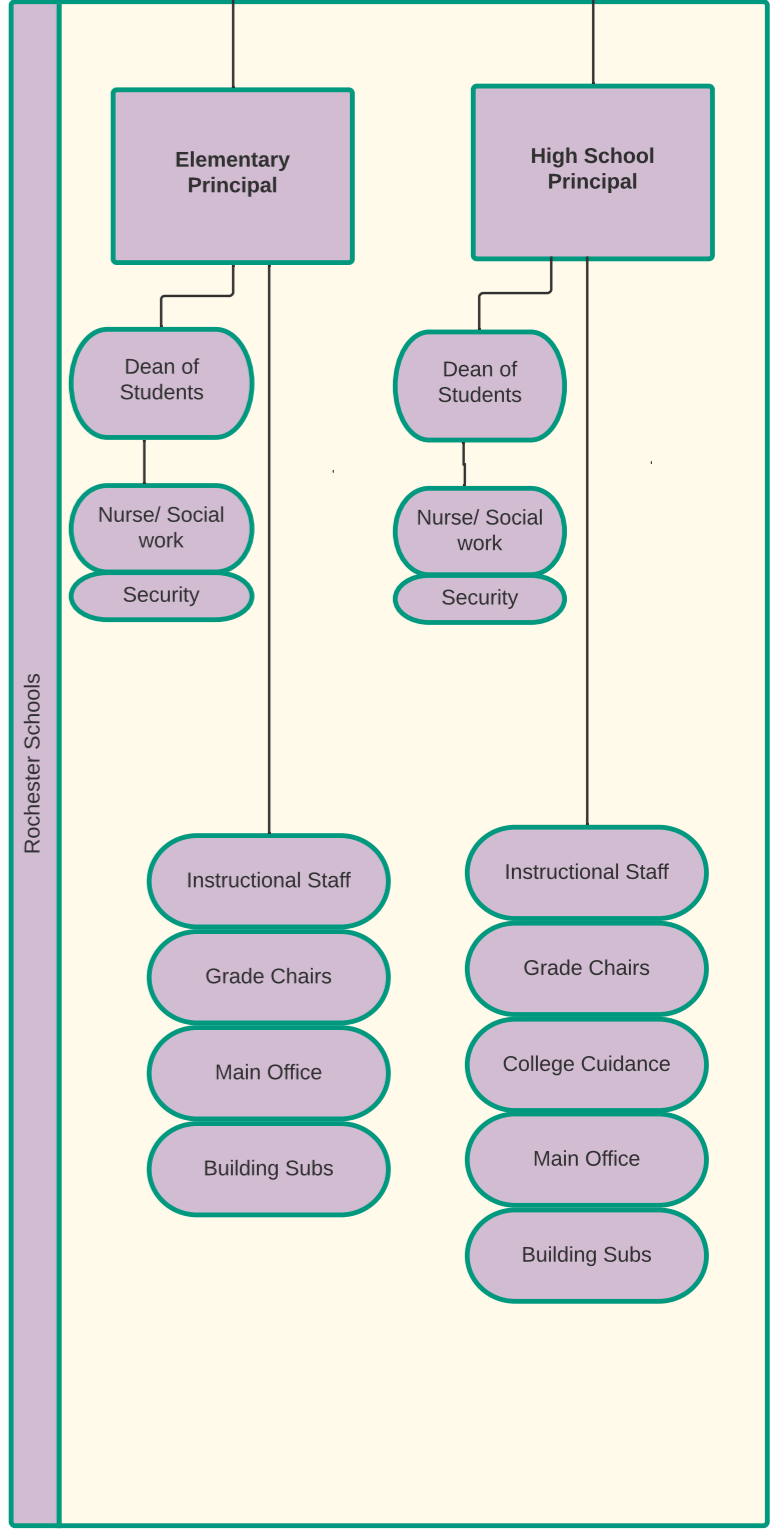 Rochester Schools
Elementary
Principal
Dean of
Students
Nurse/ Social
work
Security
Instructional Staff
Grade Chairs
Main Office
Building Subs
High School
Principal
Dean of
Students
Nurse/ Social
work
Security
Instructional Staff
Grade Chairs
College Cuidance
Main Office
Building Subs